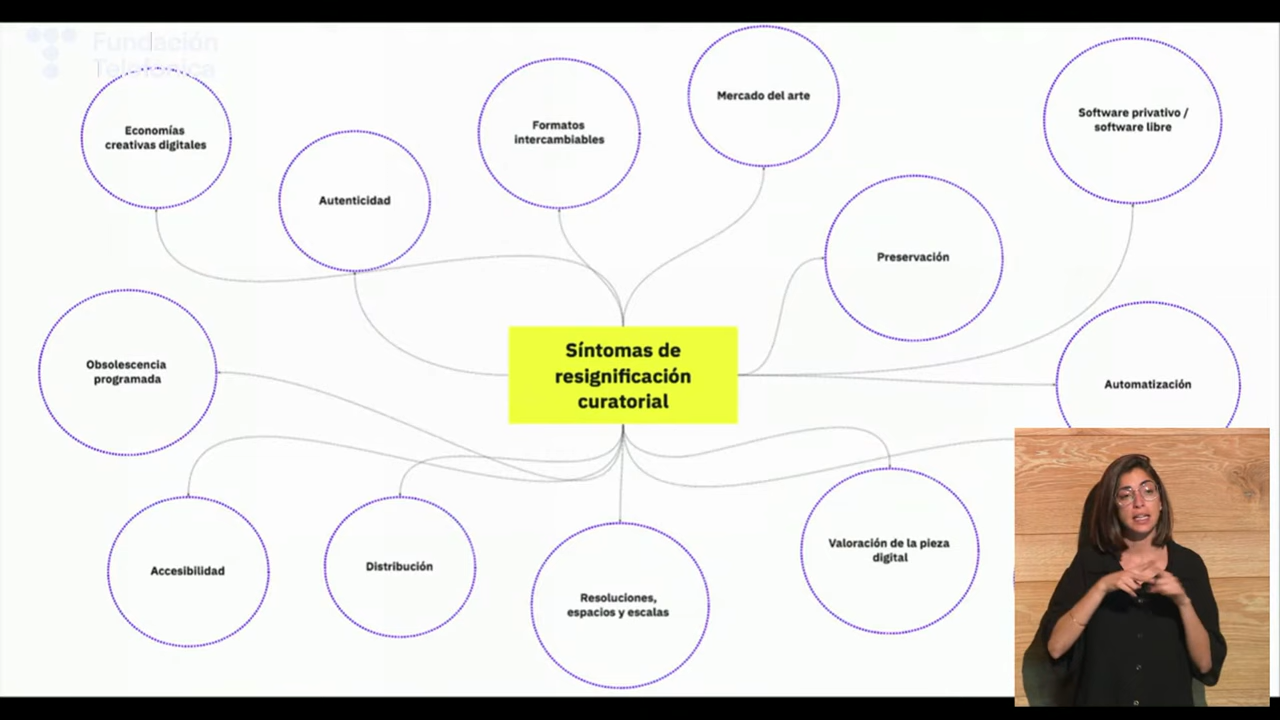 Fundación
Telefónica
Economías
creativas digitales
Autenticidad
Formatos
intercambiables
Mercado del arte
Software privativo /
software libre
Preservación
Obsolescencia
programada
Síntomas de
resignificación
curatorial
Automatización
Accesibilidad
Distribución
Resoluciones,
espacios y escalas
Valoración de la pieza
digital